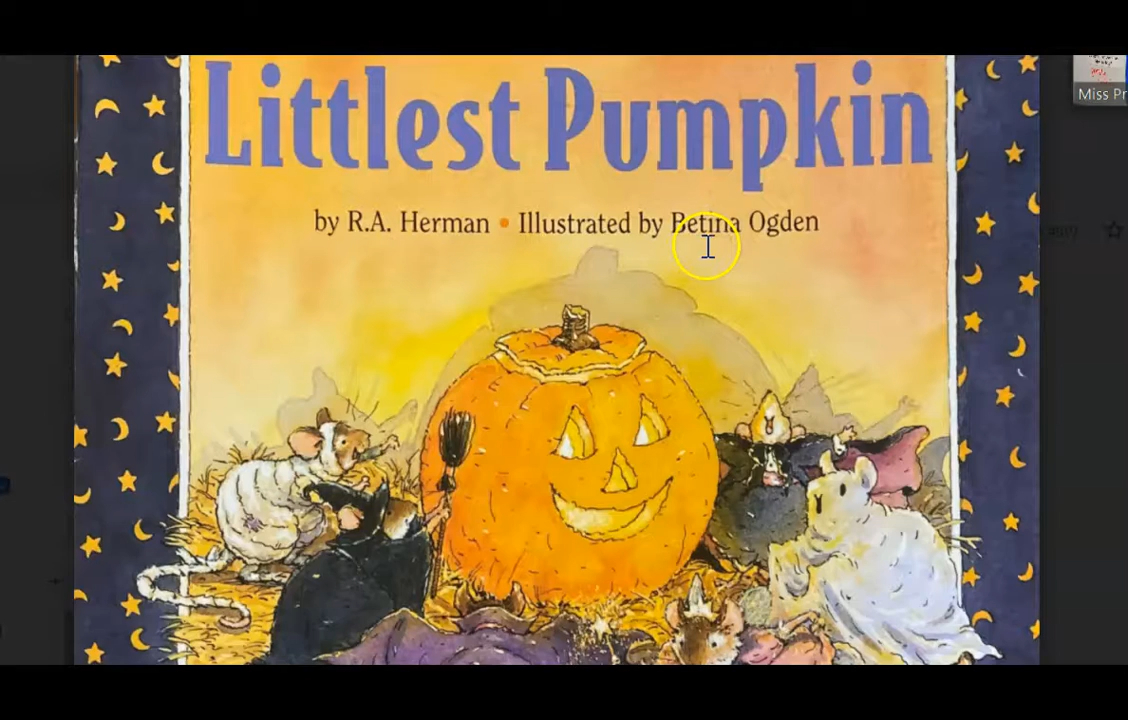 Littlest Pumpkin
by R.A. Herman • Illustrated by Betina Ogden
Miss Pr